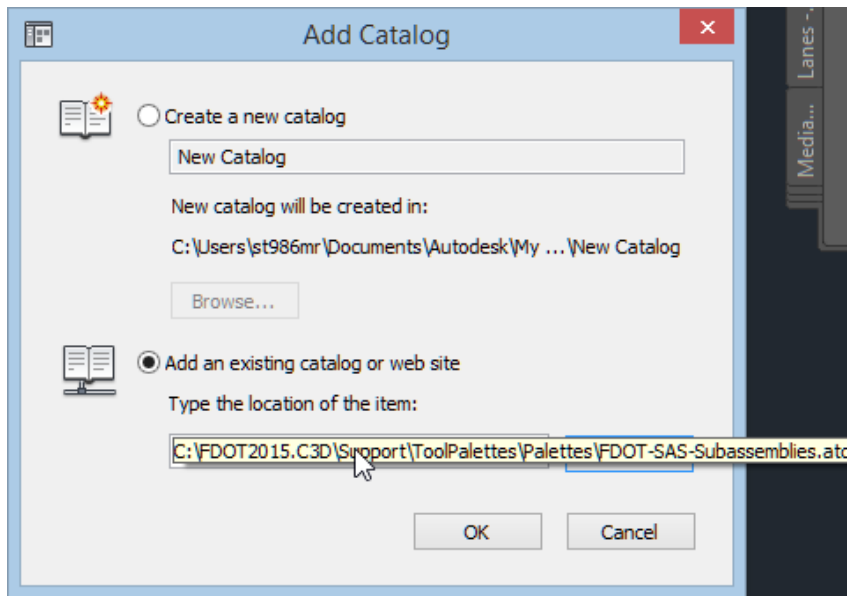 Add Catalog
Create a new catalog
New Catalog
New catalog will be created in:
C:\Users\st986mr\Documents\Autodesk\My ...\New Catalog
Browse...
Add an existing catalog or web site
Type the location of the item:
C:\FDOT2015.C3D\Support\ToolPalettes\Palettes\FDOT-SAS-Subassemblies.atc
OK Cancel
Lanes -.
Media...